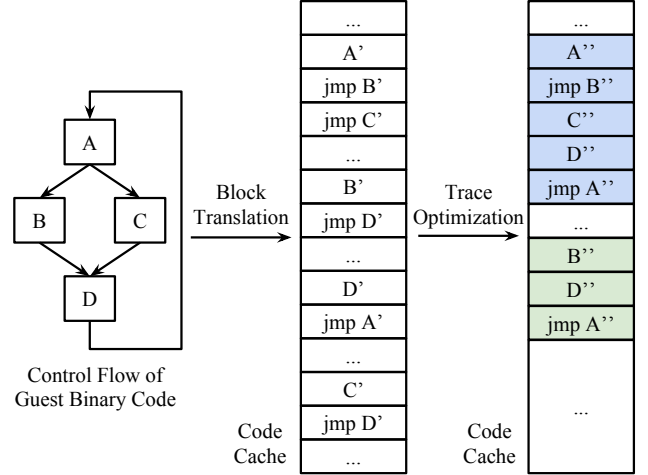 A
B
C
D
Control Flow of
Guest Binary Code
Block
Translation
...
A’
jmp B’
jmp C’
...
B’
jmp D’
...
D’
jmp A’
...
C’
jmp D’
...
Code
Cache
Trace
Optimization
...
A’’
jmp B’’
C’’
D’’
jmp A’’
...
B’’
D’’
jmp A’’
...
Code
Cache